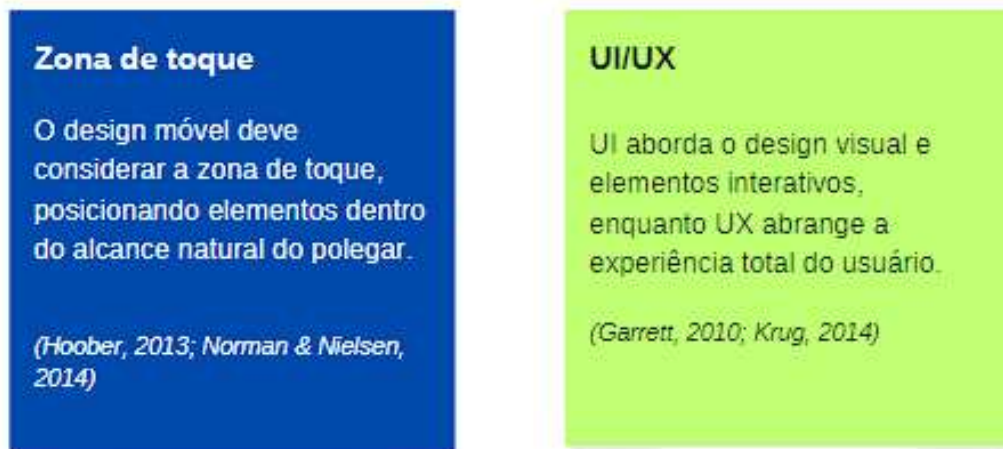 Zona de toque
O design móvel deve
considerar a zona de toque,
posicionando elementos dentro
do alcance natural do polegar.
(Hoober, 2013; Norman & Nielsen,
2014)
UI/UX
UI aborda o design visual e
elementos interativos,
enquanto UX abrange a
experiência total do usuário.
(Garrett, 2010; Krug, 2014)